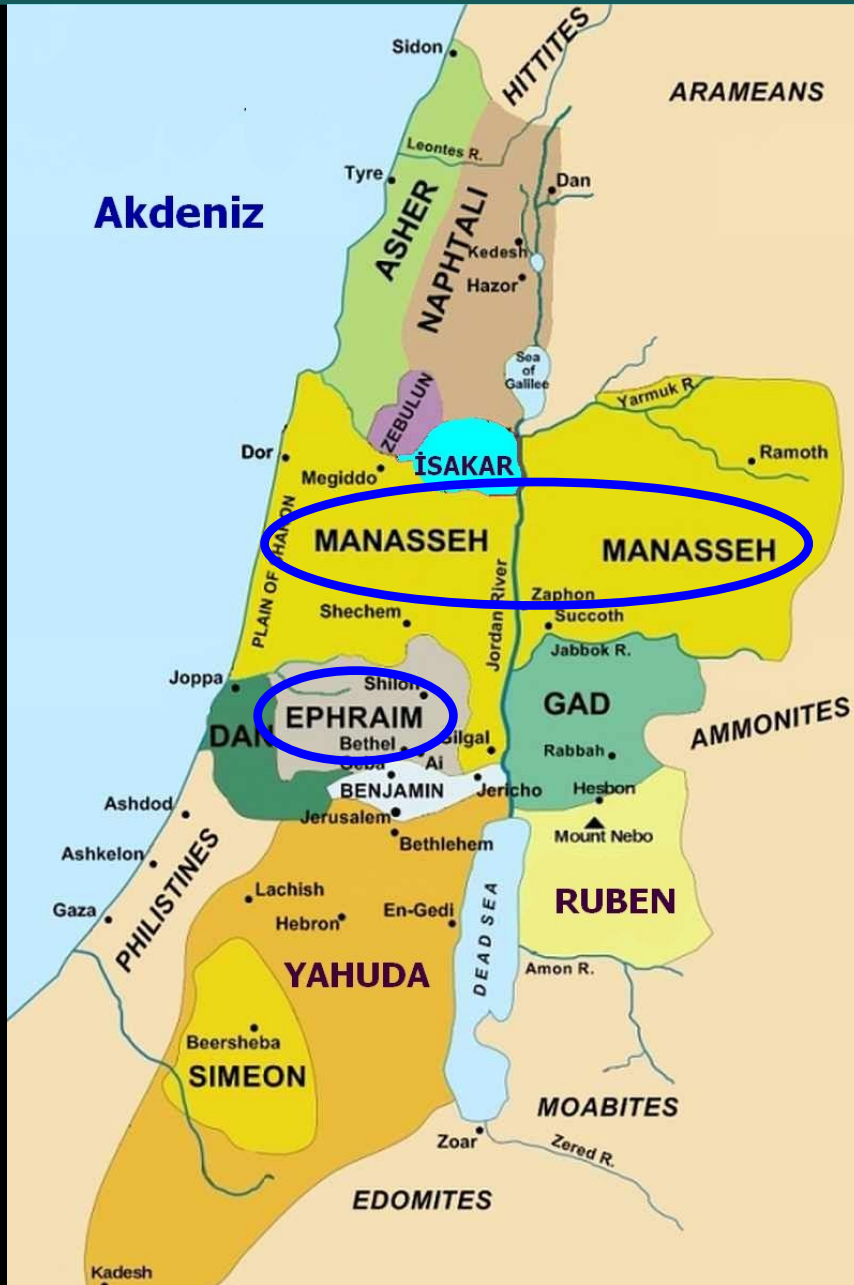 Sidon
HITTITES
ARAMEANS
Leontes R.
Tyre
Dan
Akdeniz
ASHER
NAPHTALI
Kedesh
Hazor
Sea
of
Galilee
ZEBULUN
Yarmuk R
Dor
Megiddo
İSAKAR
Ramoth
PLAIN OF SHARON
MANASSEH
MANASSEH
Jordan River
Zaphon
Shechem
Succoth
Jabbok R.
Joppa
Shiloh
DAN
EPHRAIM
GAD
AMMONITES
Bethel
Gilgal
Geba
Ai
Rabbah
BENJAMIN
Jericho
Hesbon
Ashdod
Jerusalem
Mount Nebo
Bethlehem
Ashkelon
PHILISTINES
Lachish
RUBEN
Gaza
Hebron
En-Gedi
DEAD SEA
YAHUDA
Amon R.
Beersheba
SIMEON
MOABITES
Zoar
Zered R.
EDOMITES
Kadesh